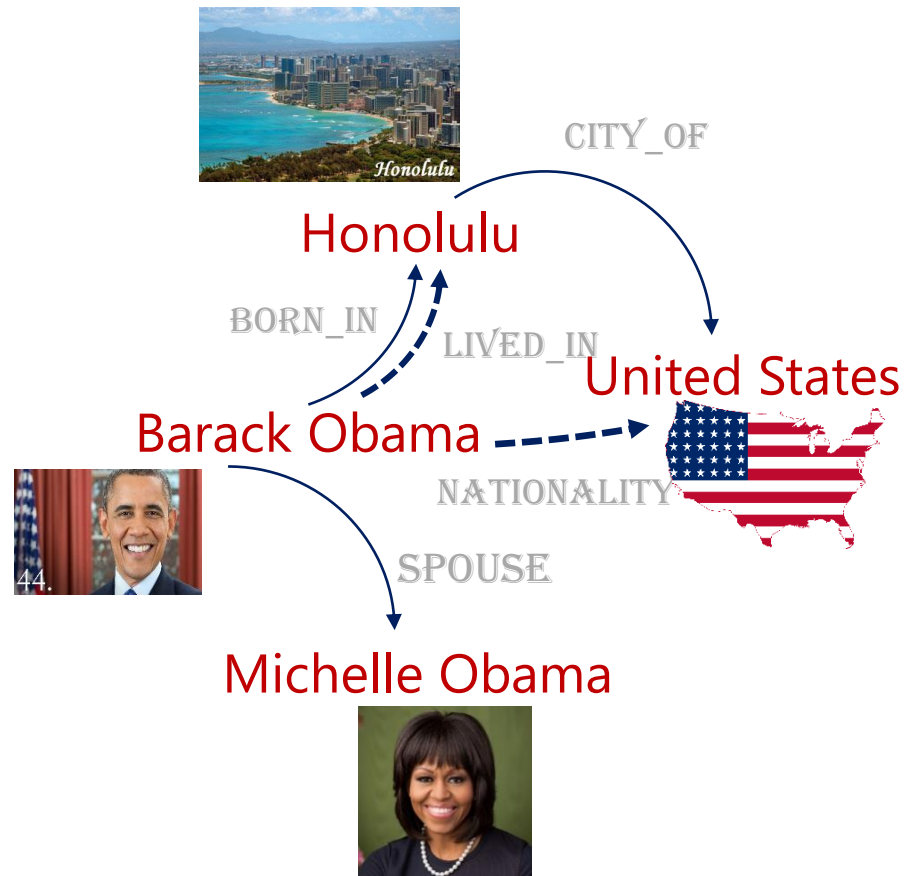 Honolulu
CITY_OF
Honolulu
BORN_IN
LIVED_IN
United States
Barack Obama
NATIONALITY
44.
SPOUSE
Michelle Obama